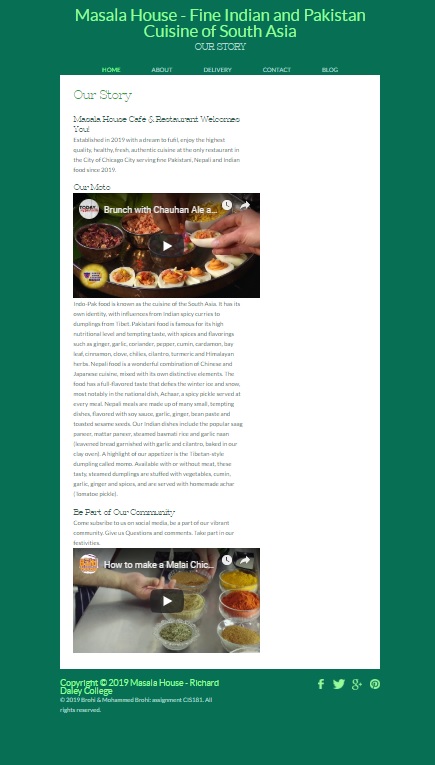 Masala House - Fine Indian and Pakistan
Cuisine of South Asia
OUR STORY
HOME ABOUT DELIVERY CONTACT BLOG
Our Story
Masala House Cafe & Restaurant Welcomes
You!
Established in 2019 with a dream to fulfil, enjoy the highest
quality, healthy, fresh, authentic cuisine at the only restaurant in
the City of Chicago City serving fine Pakistani, Nepali and Indian
food since 2019.
Our Moto
Brunch with Chauhan Ale a...
Indo-Pak food is known as the cuisine of the South Asia. It has its
own identity, with influences from Indian spicy curries to
dumplings from Tibet. Pakistani food is famous for its high
nutritional level and tempting taste, with spices and flavorings
such as ginger, garlic, coriander, pepper, cumin, cardamon, bay
leaf, cinnamon, clove, chilies, cilantro, turmeric and Himalayan
herbs. Nepali food is a wonderful combination of Chinese and
Japanese cuisine, mixed with its own distinctive elements. The
food has a full-flavored taste that defies the winter ice and snow,
most notably in the national dish, Achaar, a spicy pickle served at
every meal. Nepali meals are made up of many small, tempting
dishes, flavored with soy sauce, garlic, ginger, bean paste and
toasted sesame seeds. Our Indian dishes include the popular saag
paneer, mattar paneer, steamed basmati rice and garlic naan
(leavened bread garnished with garlic and cilantro, baked in our
clay oven). A highlight of our appetizer is the Tibetan-style
dumpling called momo. Available with or without meat, these
tasty, steamed dumplings are stuffed with vegetables, cumin,
garlic, ginger and spices, and are served with homemade achar
(Tomatoe pickle).
Be Part of Our Community
Come subsribe to us on social media, be a part of our vibrant
community. Give us Questions and comments. Take part in our
festivities.
How to make a Malai Chic...
Copyright © 2019 Masala House - Richard
Daley College
© 2019 Brohi & Mohammed Brohi: assignment CIS181. All
rights reserved.